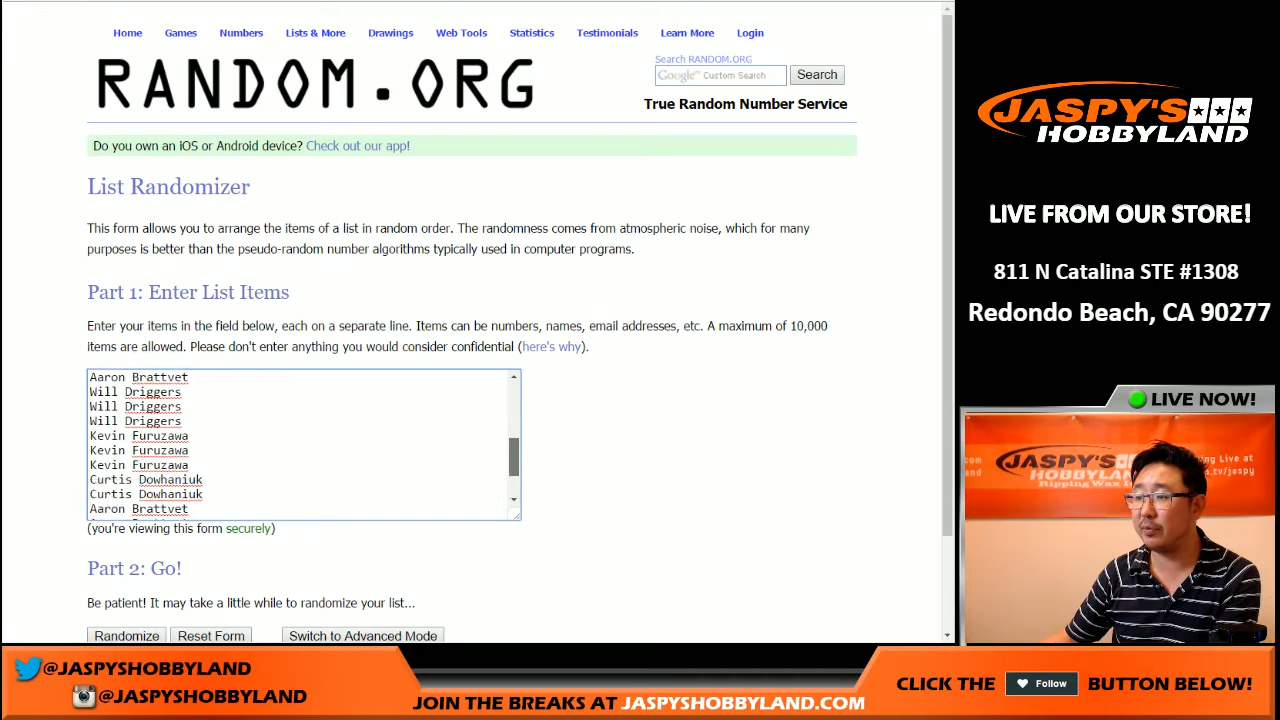 Home Games Numbers Lists & More Drawings Web Tools Statistics Testimonials Learn More Login
RANDOM.ORG
Search RANDOM.ORG
Google™ Custom Search Search
True Random Number Service
Do you own an iOS or Android device? Check out our app!
List Randomizer
This form allows you to arrange the items of a list in random order. The randomness comes from atmospheric noise, which for many
purposes is better than the pseudo-random number algorithms typically used in computer programs.
Part 1: Enter List Items
Enter your items in the field below, each on a separate line. Items can be numbers, names, email addresses, etc. A maximum of 10,000
items are allowed. Please don't enter anything you would consider confidential (here's why).
Aaron Brattvet
Will Driggers
Will Driggers
Will Driggers
Kevin Furuzawa
Kevin Furuzawa
Kevin Furuzawa
Curtis Dowhaniuk
Curtis Dowhaniuk
Aaron Brattvet
(you're viewing this form securely)
Part 2: Go!
Be patient! It may take a little while to randomize your list...
Randomize Reset Form Switch to Advanced Mode
JASPY'S
HOBBYLAND
LIVE FROM OUR STORE!
811 N Catalina STE #1308
Redondo Beach, CA 90277
LIVE NOW!
JASPY'S
HOBBYLAND
Ripping Wax
ing Live at
n.tv/jaspy
@JASPYSHOBBYLAND
@JASPYSHOBBYLAND
JOIN THE BREAKS AT JASPYSHOBBYLAND.COM
CLICK THE Follow BUTTON BELOW!